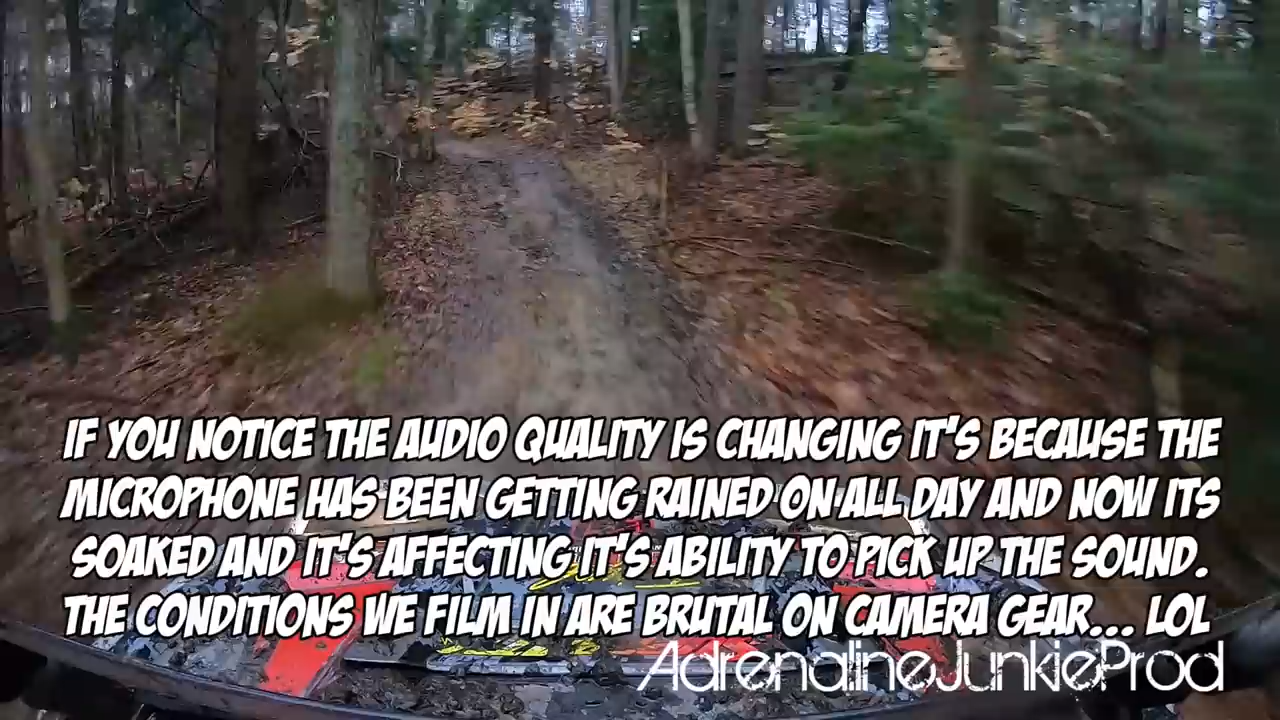 IF YOU NOTICE THE AUDIO QUALITY IS CHANGING IT'S BECAUSE THE
MICROPHONE HAS BEEN GETTING RAINED ON ALL DAY AND NOW ITS
SOAKED AND IT'S AFFECTING IT'S ABILITY TO PICK UP THE SOUND.
THE CONDITIONS WE FILM IN ARE BRUTAL ON CAMERA GEAR... LOL
AdrenalineJunkieProd